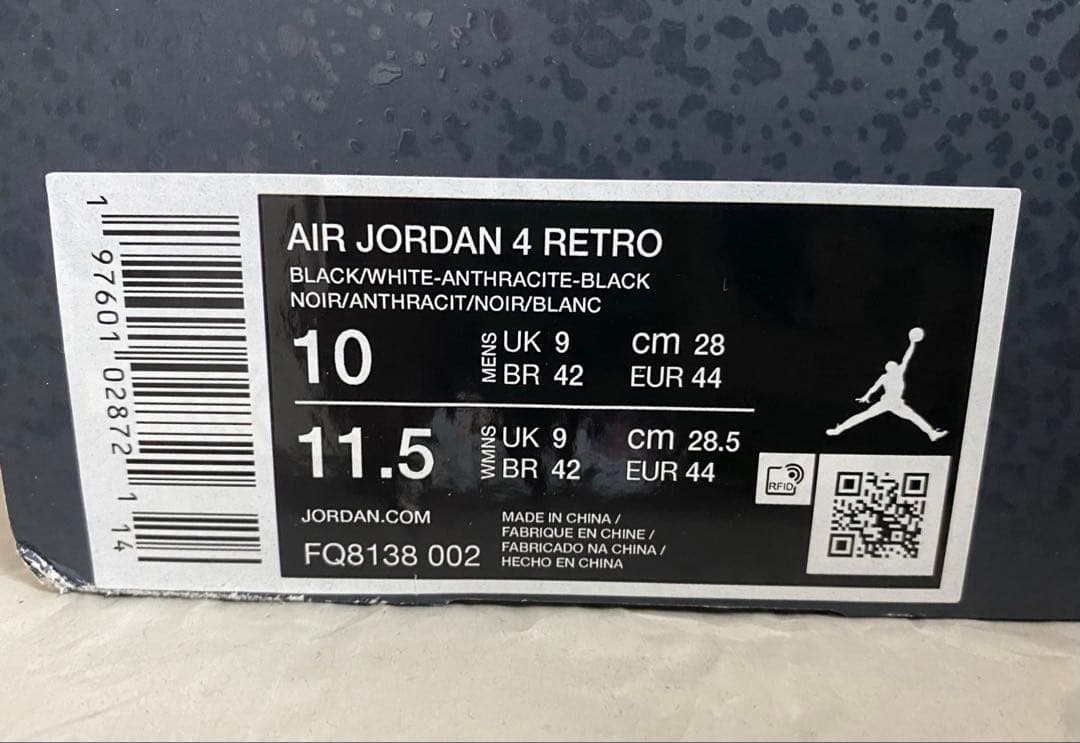 1 97601 02872 1 14
AIR JORDAN 4 RETRO
BLACK/WHITE-ANTHRACITE-BLACK
NOIR/ANTHRACIT/NOIR/BLANC
10
MENS
UK 9
cm 28
BR 42
EUR 44
11.5
WMNS
UK 9
cm 28.5
BR 42
EUR 44
RFID
JORDAN.COM
FQ8138 002
MADE IN CHINA /
FABRIQUE EN CHINE /
FABRICADO NA CHINA /
HECHO EN CHINA